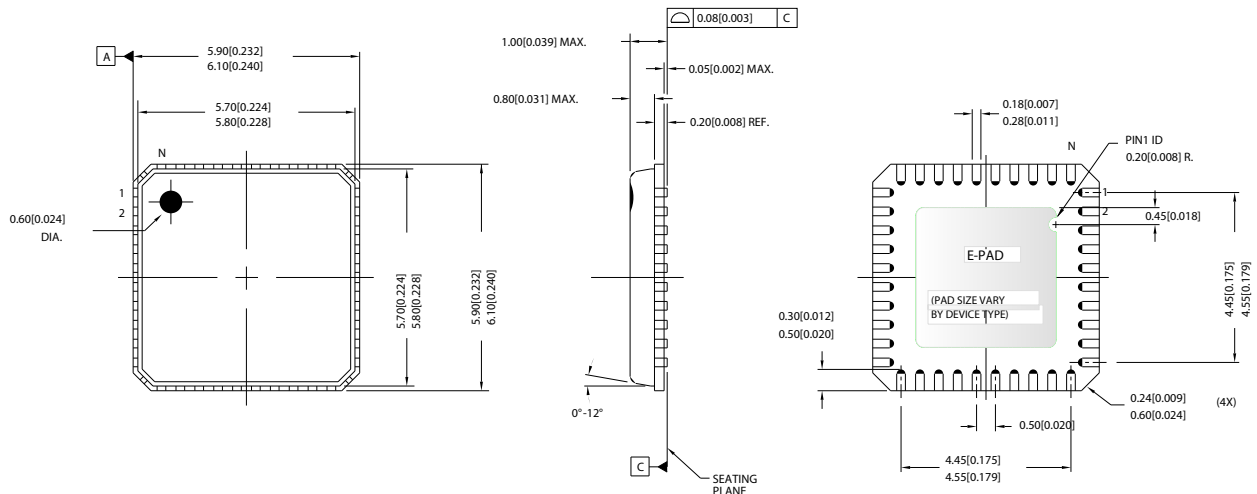 A
5.90[0.232]
6.10[0.240]
5.70[0.224]
5.80[0.228]
N
1
2
0.60[0.024]
DIA.
5.70[0.224]
5.80[0.228]
5.90[0.232]
6.10[0.240]
0.08[0.003] C
1.00[0.039] MAX.
0.05[0.002] MAX.
0.80[0.031] MAX.
0.20[0.008] REF.
0°-12°
C
SEATING
PLANE
0.18[0.007]
0.28[0.011]
N
PIN1 ID
0.20[0.008] R.
1
2
0.45[0.018]
E-PAD
(PAD SIZE VARY
BY DEVICE TYPE)
4.45[0.175]
4.55[0.179]
0.30[0.012]
0.50[0.020]
0.24[0.009]
0.60[0.024]
(4X)
0.50[0.020]
4.45[0.175]
4.55[0.179]